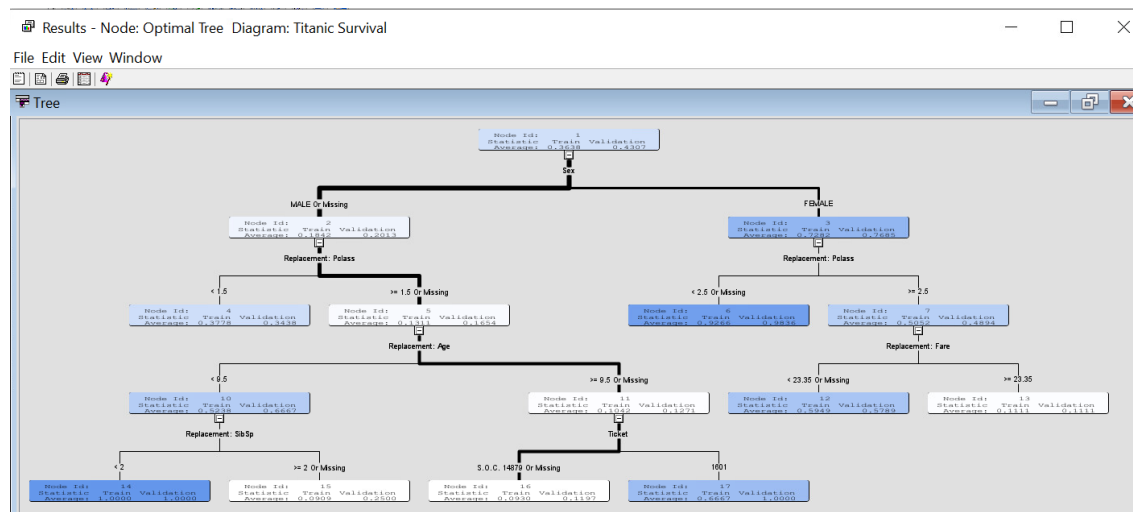 Results - Node: Optimal Tree Diagram: Titanic Survival
File Edit View Window
Tree
Node Id: 1
Statistic Train Validation
Average: 0.3638 0.4307
Sex
MALE Or Missing
FEMALE
Node Id: 2
Statistic Train Validation
Average: 0.1842 0.2013
Node Id: 3
Statistic Train Validation
Average: 0.7282 0.7685
Replacement: Pclass
Replacement: Pclass
< 1.5
>= 1.5 Or Missing
< 2.5 Or Missing
>= 2.5
Node Id: 4
Statistic Train Validation
Average: 0.3778 0.3438
Node Id: 5
Statistic Train Validation
Average: 0.1311 0.1654
Node Id: 6
Statistic Train Validation
Average: 0.9266 0.9836
Node Id: 7
Statistic Train Validation
Average: 0.5052 0.4894
Replacement: Age
Replacement: Fare
< 9.5
>= 9.5 Or Missing
< 23.35 Or Missing
>= 23.35
Node Id: 10
Statistic Train Validation
Average: 0.5238 0.6667
Node Id: 11
Statistic Train Validation
Average: 0.1042 0.1271
Node Id: 12
Statistic Train Validation
Average: 0.5949 0.5789
Node Id: 13
Statistic Train Validation
Average: 0.1111 0.1111
Replacement: SibSp
Ticket
< 2
>= 2 Or Missing
S.O.C. 14879 Or Missing
1601
Node Id: 14
Statistic Train Validation
Average: 1.0000 1.0000
Node Id: 15
Statistic Train Validation
Average: 0.0909 0.2500
Node Id: 16
Statistic Train Validation
Average: 0.0930 0.1197
Node Id: 17
Statistic Train Validation
Average: 0.6667 1.0000